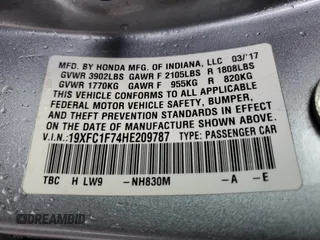 MFD. BY HONDA MFG. OF INDIANA, LLC 03/'17
GVWR 3902LBS GAWR F 2105LBS R 1808LBS
GVWR 1770KG GAWR F 955KG R 820KG
THIS VEHICLE CONFORMS TO ALL APPLICABLE
FEDERAL MOTOR VEHICLE SAFETY, BUMPER,
AND THEFT PREVENTION STANDARDS IN EFFECT
ON THE DATE OF MANUFACTURE SHOWN ABOVE.
V.I.N.: 19XFC1F74HE209787 TYPE: PASSENGER CAR
TBC H LW9 -NH830M -A -E
DREAMBID